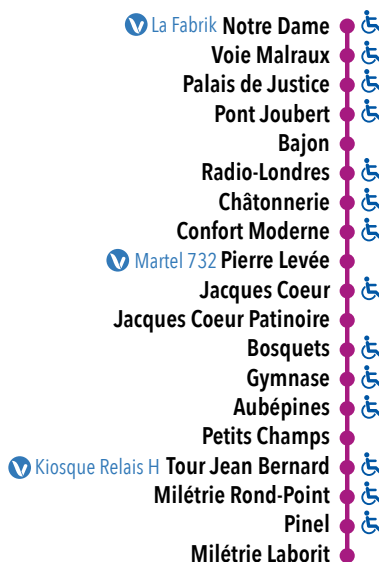 La Fabrik Notre Dame
Voie Malraux
Palais de Justice
Pont Joubert
Bajon
Radio-Londres
Châtonnerie
Confort Moderne
Martel 732 Pierre Levée
Jacques Coeur
Jacques Coeur Patinoire
Bosquets
Gymnase
Aubépines
Petits Champs
Kiosque Relais H Tour Jean Bernard
Milétrie Rond-Point
Pinel
Milétrie Laborit